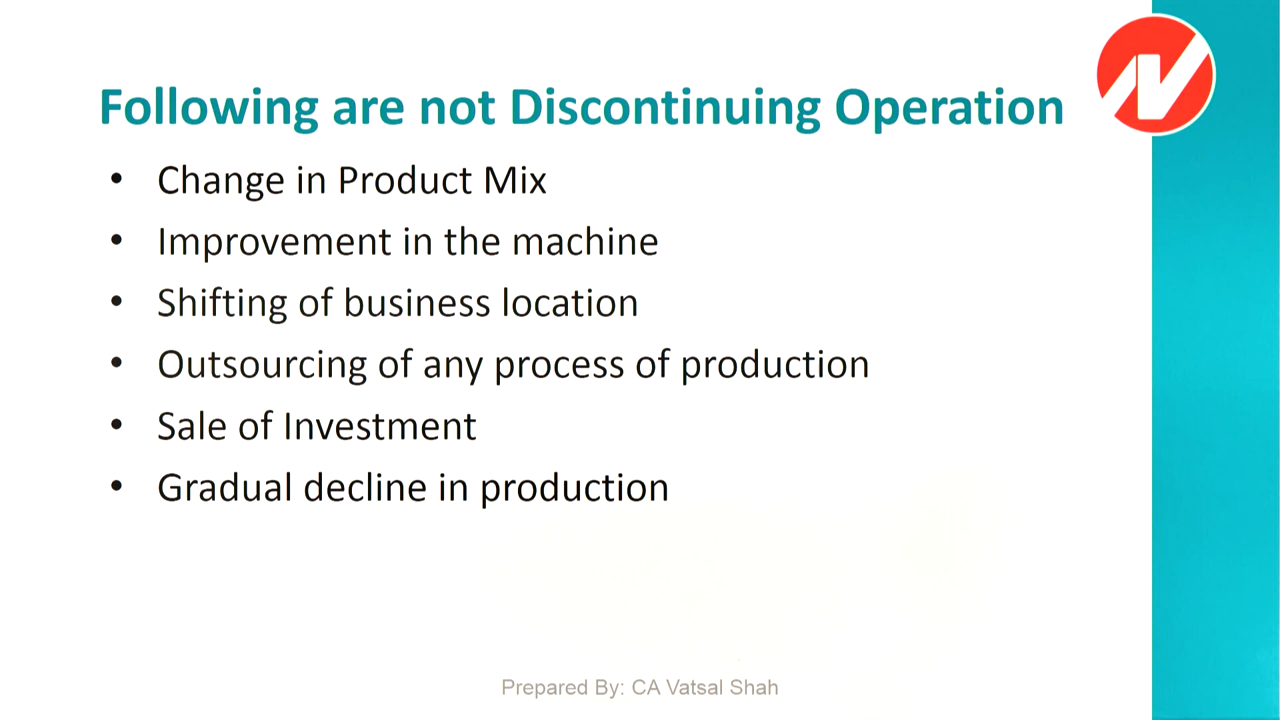 Following are not Discontinuing Operation
• Change in Product Mix
• Improvement in the machine
• Shifting of business location
• Outsourcing of any process of production
• Sale of Investment
• Gradual decline in production
Prepared By: CA Vatsal Shah